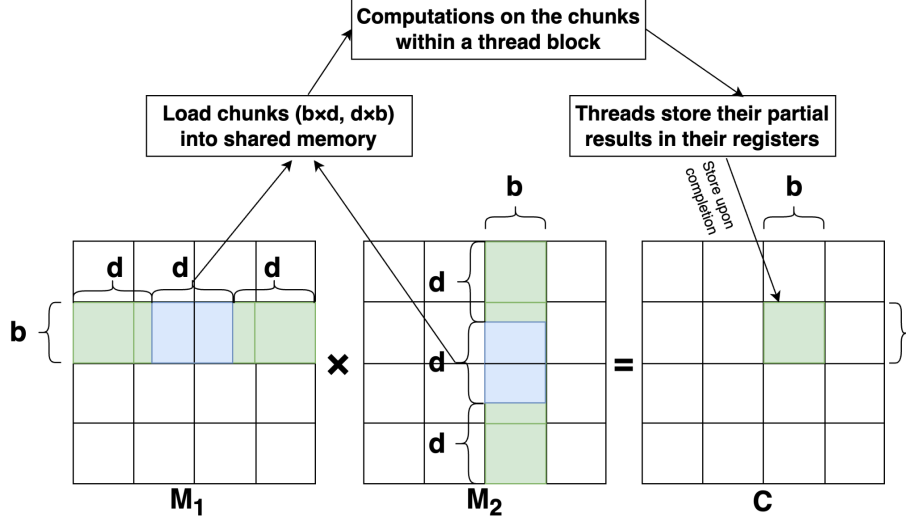 Computations on the chunks
within a thread block
Load chunks (b×d, d×b)
into shared memory
Threads store their partial
results in their registers
Store upon
completion
b
b
d
d
d
d
b
×
d
=
d
M₁
M₂
C